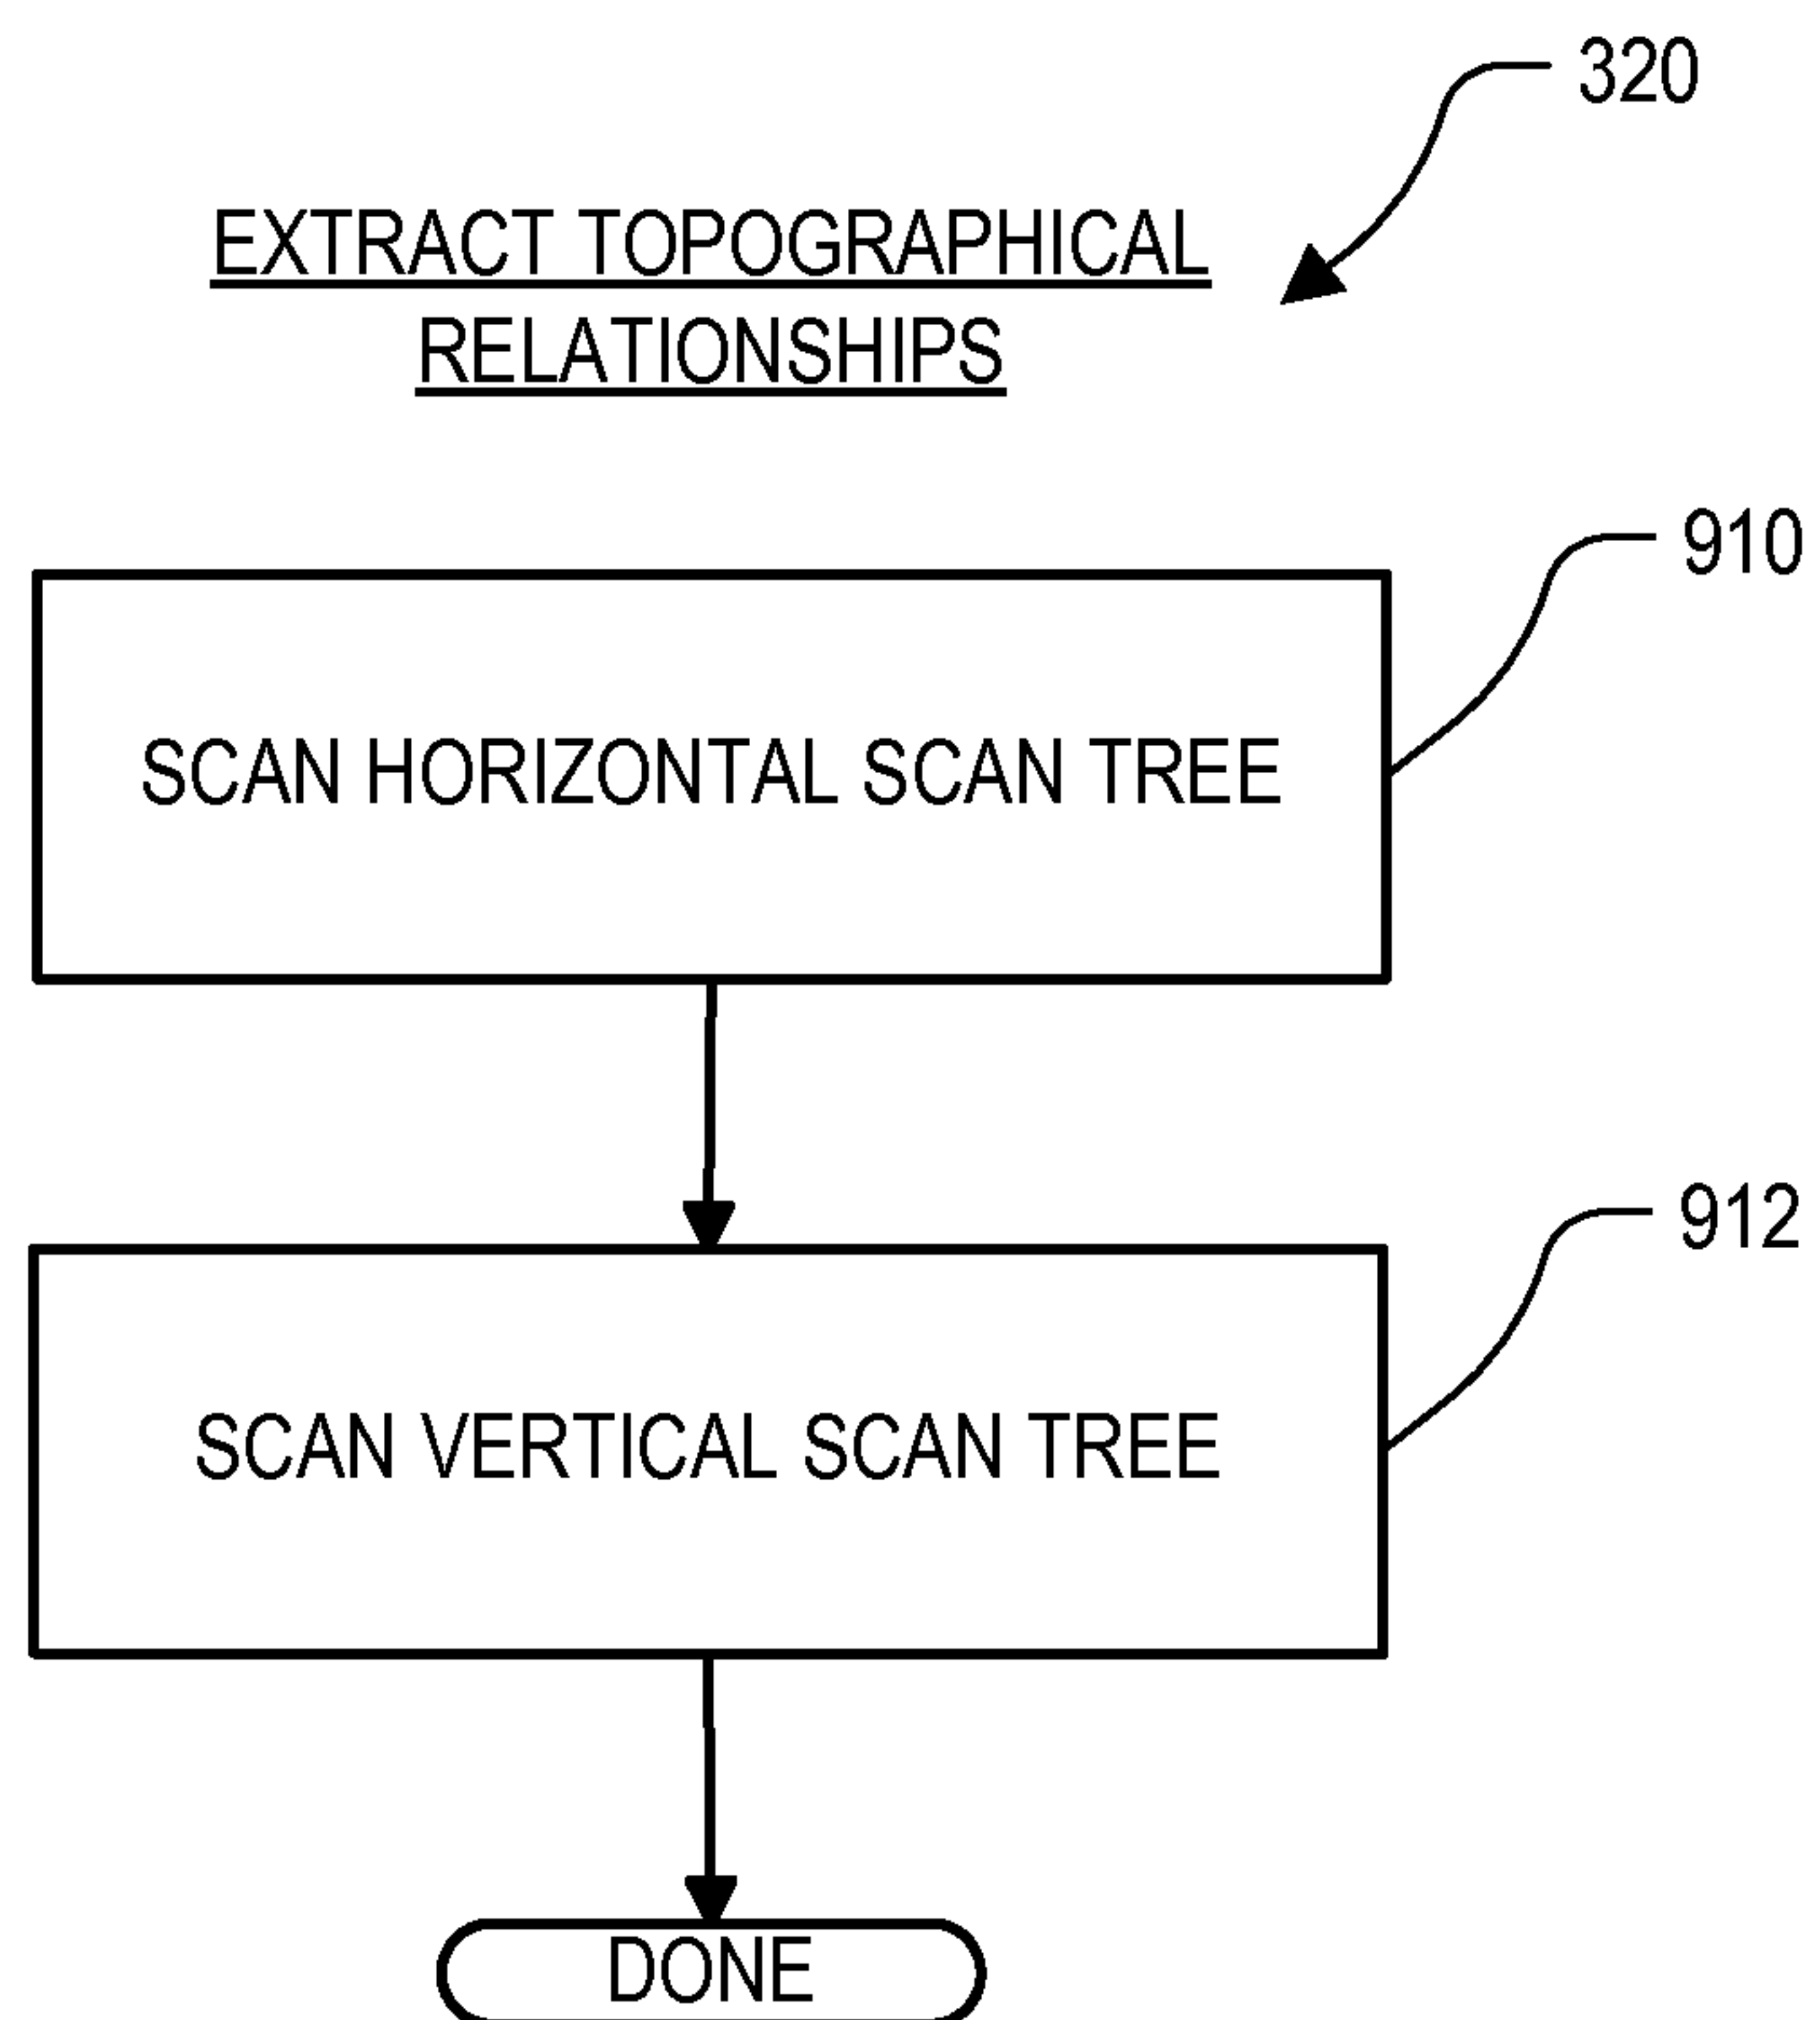 320
EXTRACT TOPOGRAPHICAL
RELATIONSHIPS
910
SCAN HORIZONTAL SCAN TREE
912
SCAN VERTICAL SCAN TREE
DONE